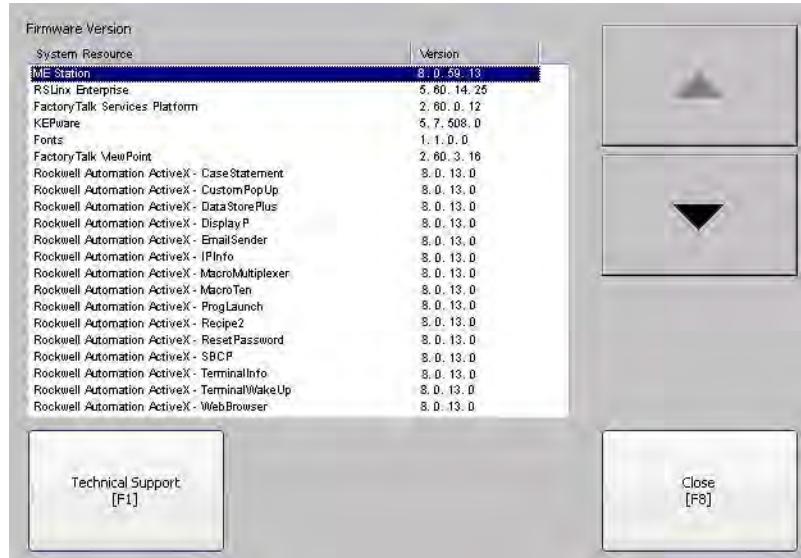 Firmware Version
System Resource Version
ME Station 8. 0. 59. 13
RSLinx Enterprise 5. 60. 14. 25
FactoryTalk Services Platform 2. 60. 0. 12
KEPware 5. 7. 508. 0
Fonts 1. 1. 0. 0
FactoryTalk ViewPoint 2. 60. 3. 16
Rockwell Automation ActiveX - CaseStatement 8. 0. 13. 0
Rockwell Automation ActiveX - CustomPopUp 8. 0. 13. 0
Rockwell Automation ActiveX - DataStorePlus 8. 0. 13. 0
Rockwell Automation ActiveX - DisplayP 8. 0. 13. 0
Rockwell Automation ActiveX - EmailSender 8. 0. 13. 0
Rockwell Automation ActiveX - IPInfo 8. 0. 13. 0
Rockwell Automation ActiveX - MacroMultiplexer 8. 0. 13. 0
Rockwell Automation ActiveX - MacroTen 8. 0. 13. 0
Rockwell Automation ActiveX - ProgLaunch 8. 0. 13. 0
Rockwell Automation ActiveX - Recipe2 8. 0. 13. 0
Rockwell Automation ActiveX - ResetPassword 8. 0. 13. 0
Rockwell Automation ActiveX - SBCP 8. 0. 13. 0
Rockwell Automation ActiveX - TerminalInfo 8. 0. 13. 0
Rockwell Automation ActiveX - TerminalWakeUp 8. 0. 13. 0
Rockwell Automation ActiveX - WebBrowser 8. 0. 13. 0
Technical Support
[F1]
Close
[F8]